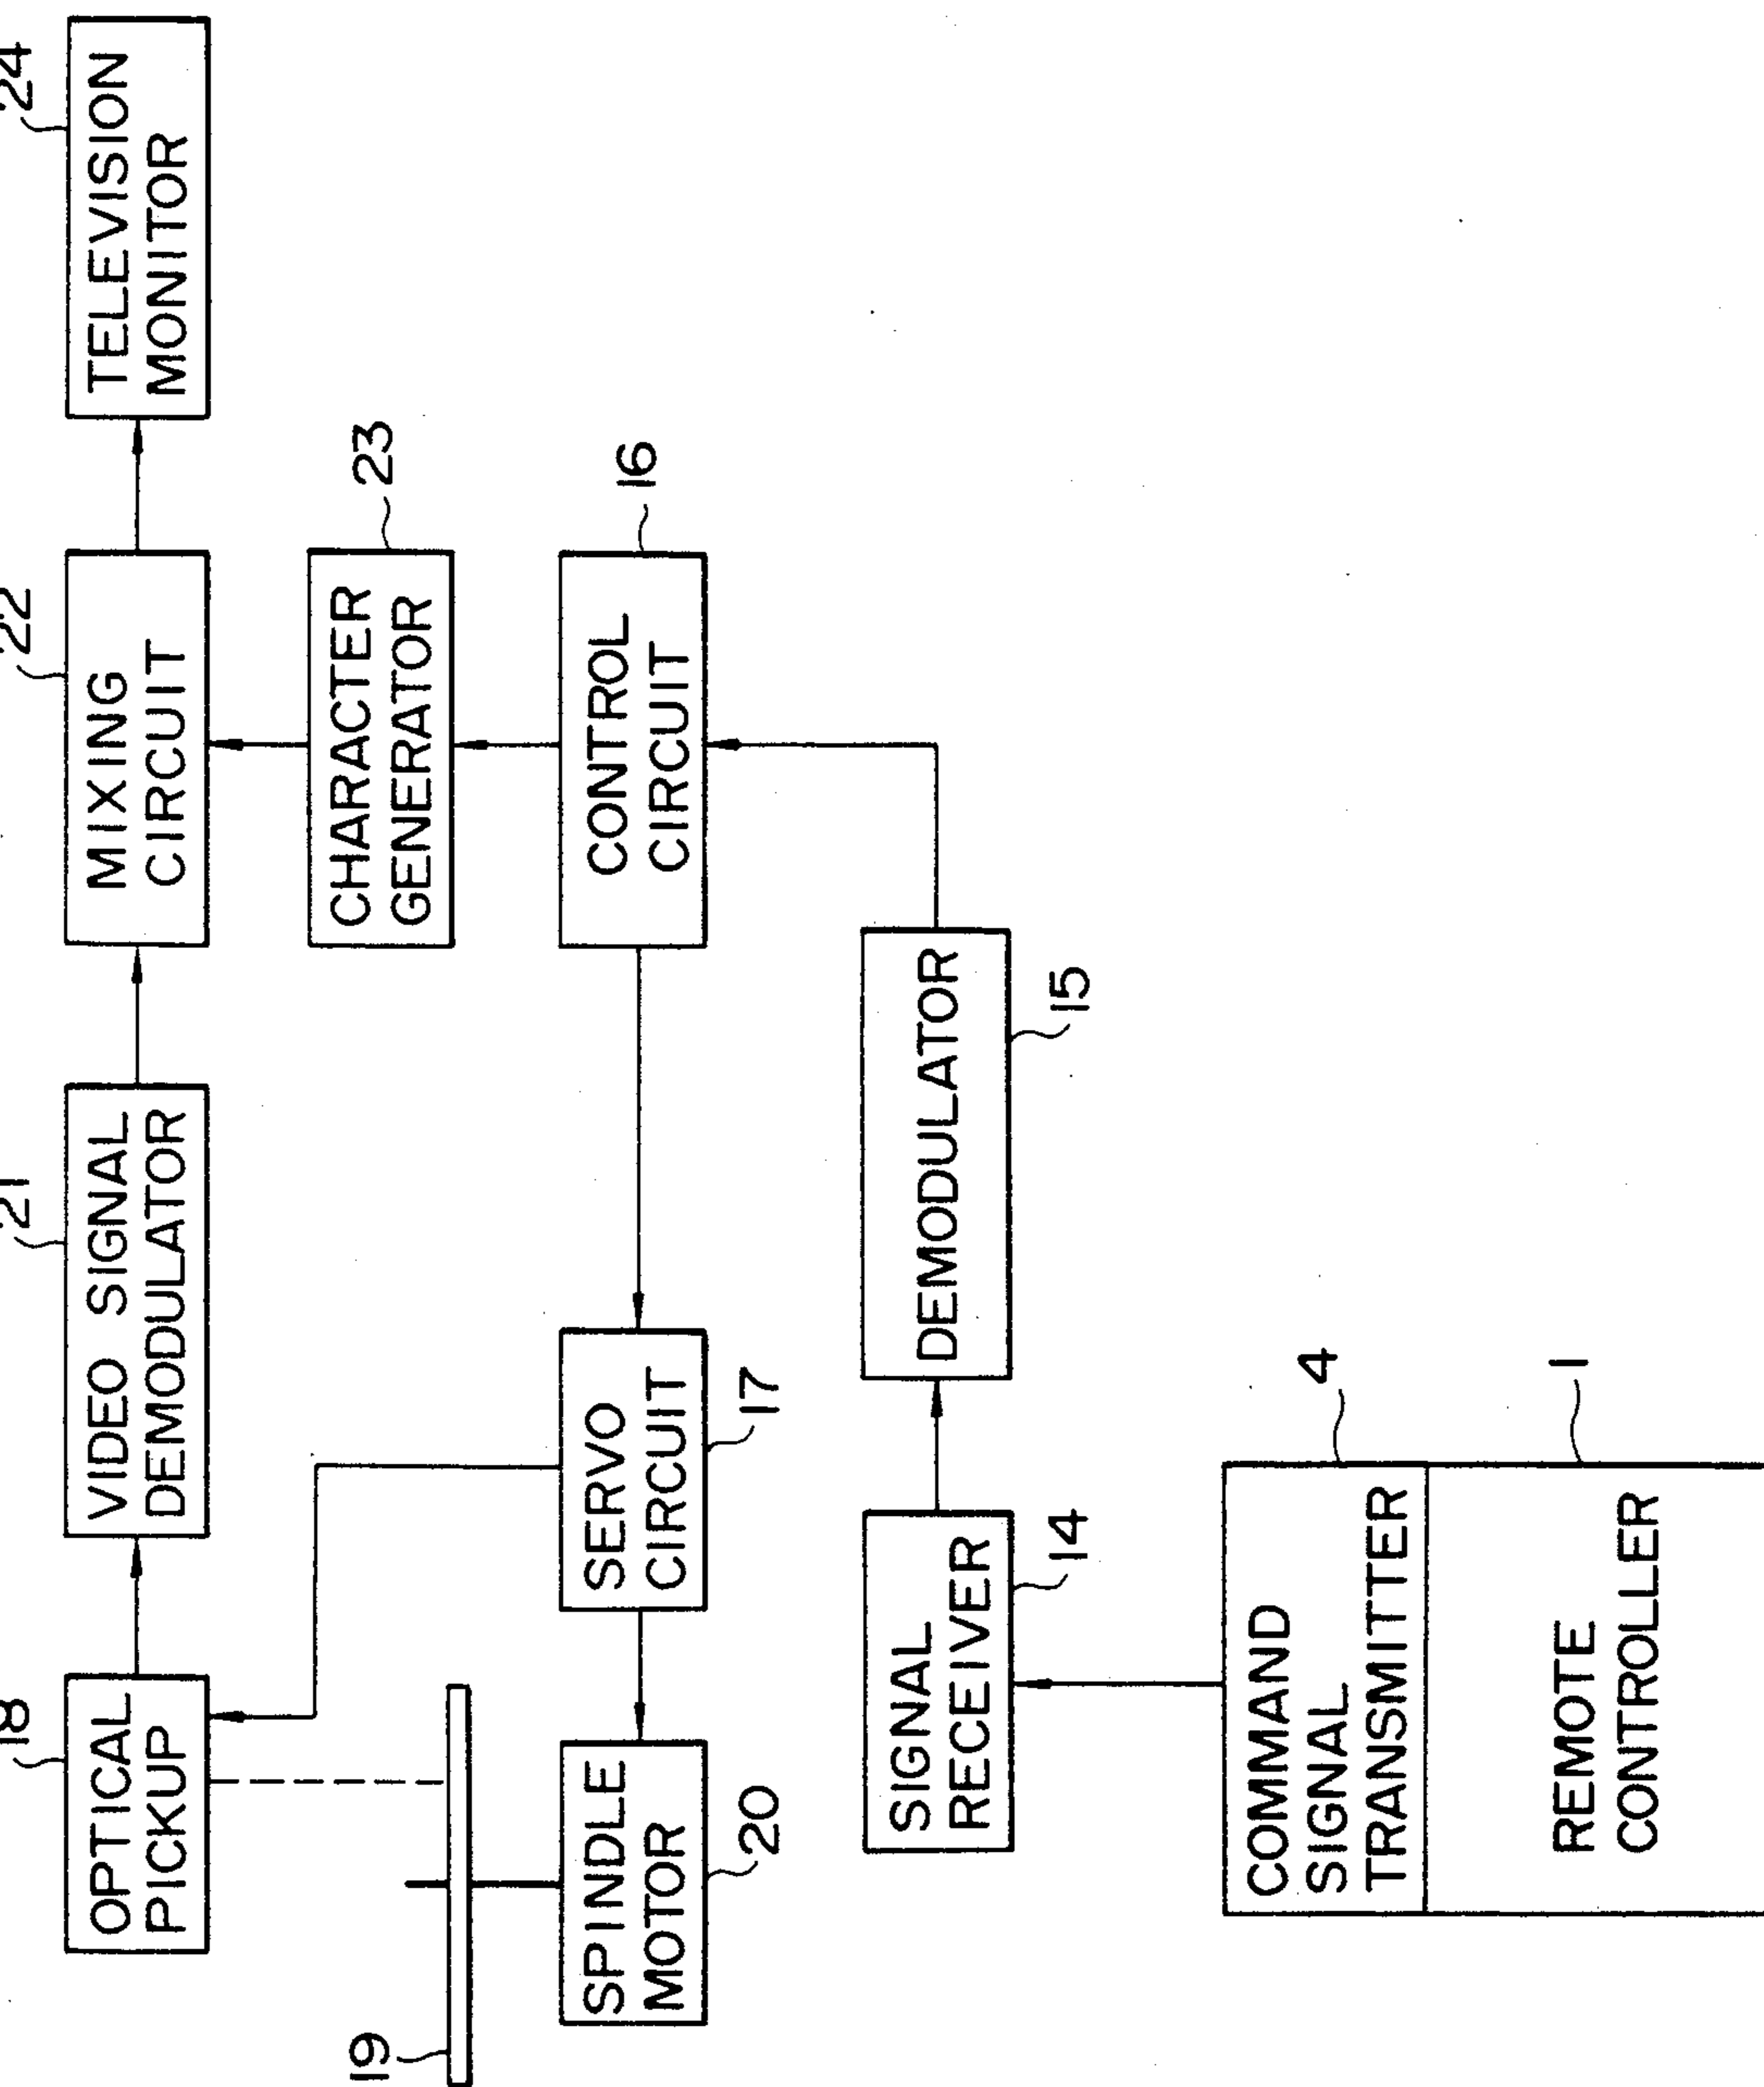 18
OPTICAL
PICKUP
21
VIDEO SIGNAL
DEMODULATOR
22
MIXING
CIRCUIT
24
TELEVISION
MONITOR
19
CHARACTER
GENERATOR
23
SPINDLE
MOTOR
20
SERVO
CIRCUIT
17
CONTROL
CIRCUIT
16
SIGNAL
RECEIVER
14
DEMODULATOR
15
COMMAND
SIGNAL
TRANSMITTER
4
REMOTE
CONTROLLER
1